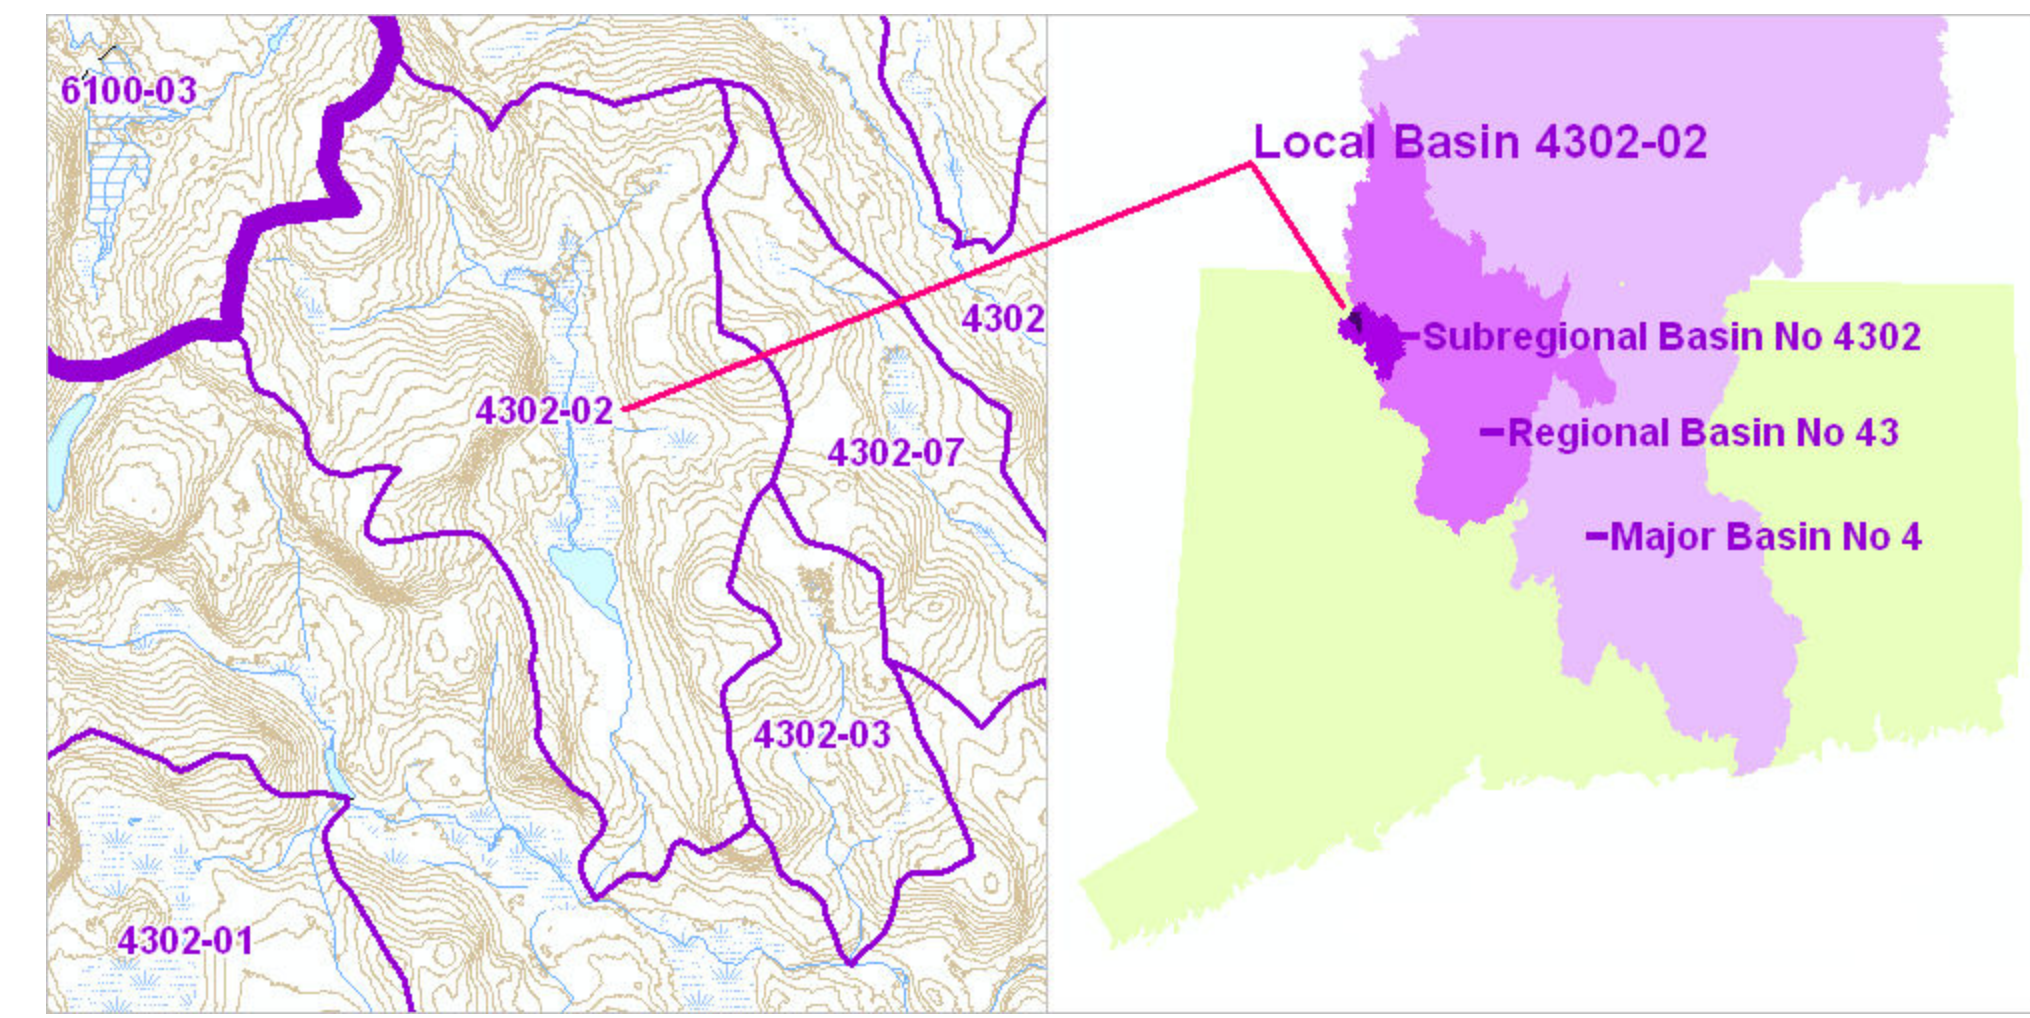 6100-03
Local Basin 4302-02
4302
Subregional Basin No 4302
4302-02
Regional Basin No 43
4302-07
Major Basin No 4
4302-03
4302-01